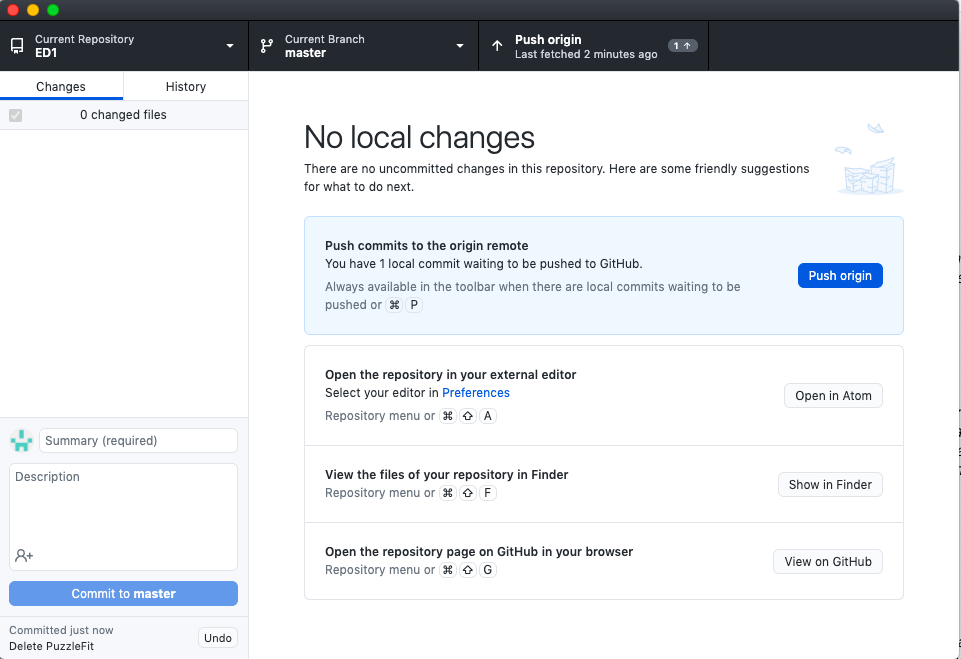 Current Repository
ED1
Current Branch
master
Push origin
Last fetched 2 minutes ago
1 ↑
Changes
History
0 changed files
No local changes
There are no uncommitted changes in this repository. Here are some friendly suggestions
for what to do next.
Push commits to the origin remote
You have 1 local commit waiting to be pushed to GitHub.
Always available in the toolbar when there are local commits waiting to be
pushed or ⌘ P
Push origin
Open the repository in your external editor
Select your editor in Preferences
Repository menu or ⌘ ⇧ A
Open in Atom
View the files of your repository in Finder
Repository menu or ⌘ ⇧ F
Show in Finder
Open the repository page on GitHub in your browser
Repository menu or ⌘ ⇧ G
View on GitHub
Summary (required)
Description
Commit to master
Committed just now
Delete PuzzleFit
Undo